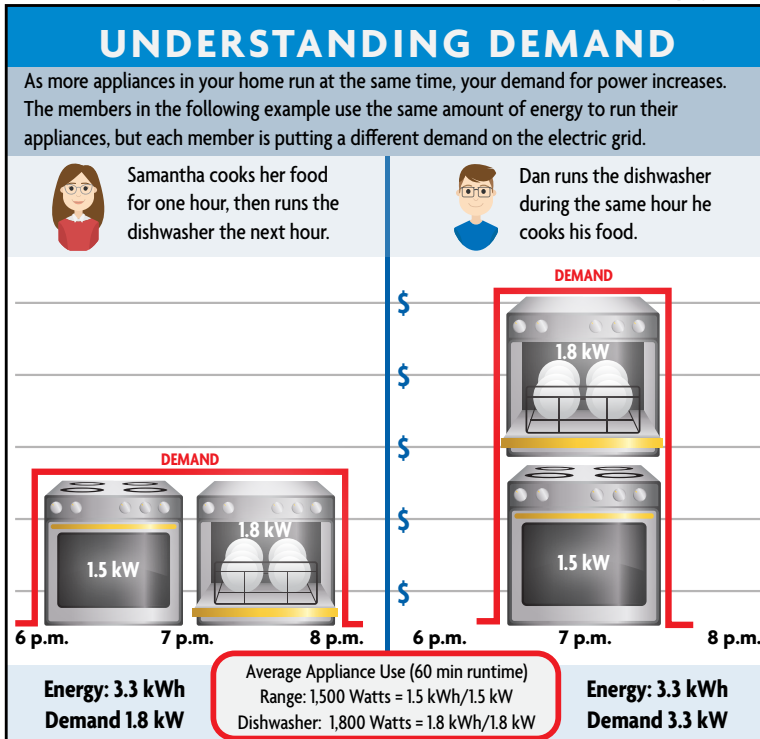 UNDERSTANDING DEMAND
As more appliances in your home run at the same time, your demand for power increases.
The members in the following example use the same amount of energy to run their
appliances, but each member is putting a different demand on the electric grid.
Samantha cooks her food
for one hour, then runs the
dishwasher the next hour.
Dan runs the dishwasher
during the same hour he
cooks his food.
DEMAND
1.5 kW
1.8 kW
6 p.m.
7 p.m.
8 p.m.
$
$
$
$
$
DEMAND
1.8 kW
1.5 kW
6 p.m.
7 p.m.
8 p.m.
Energy: 3.3 kWh
Demand 1.8 kW
Average Appliance Use (60 min runtime)
Range: 1,500 Watts = 1.5 kWh/1.5 kW
Dishwasher: 1,800 Watts = 1.8 kWh/1.8 kW
Energy: 3.3 kWh
Demand 3.3 kW